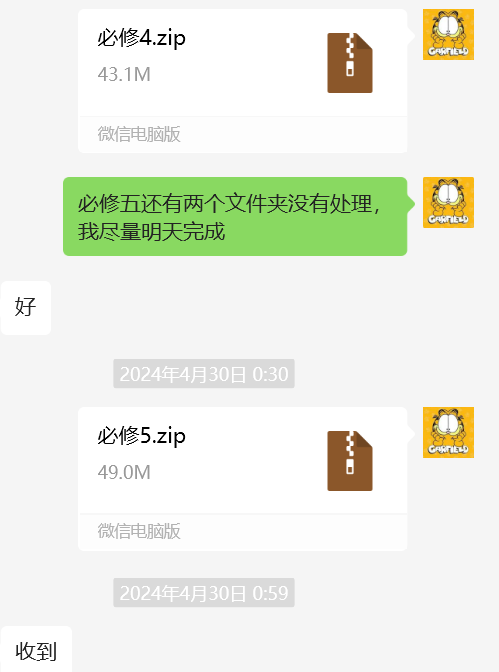 必修4.zip
43.1M
微信电脑版
GARFIELD
必修五还有两个文件夹没有处理，
我尽量明天完成
GARFIELD
好
2024年4月30日 0:30
必修5.zip
49.0M
微信电脑版
GARFIELD
2024年4月30日 0:59
收到